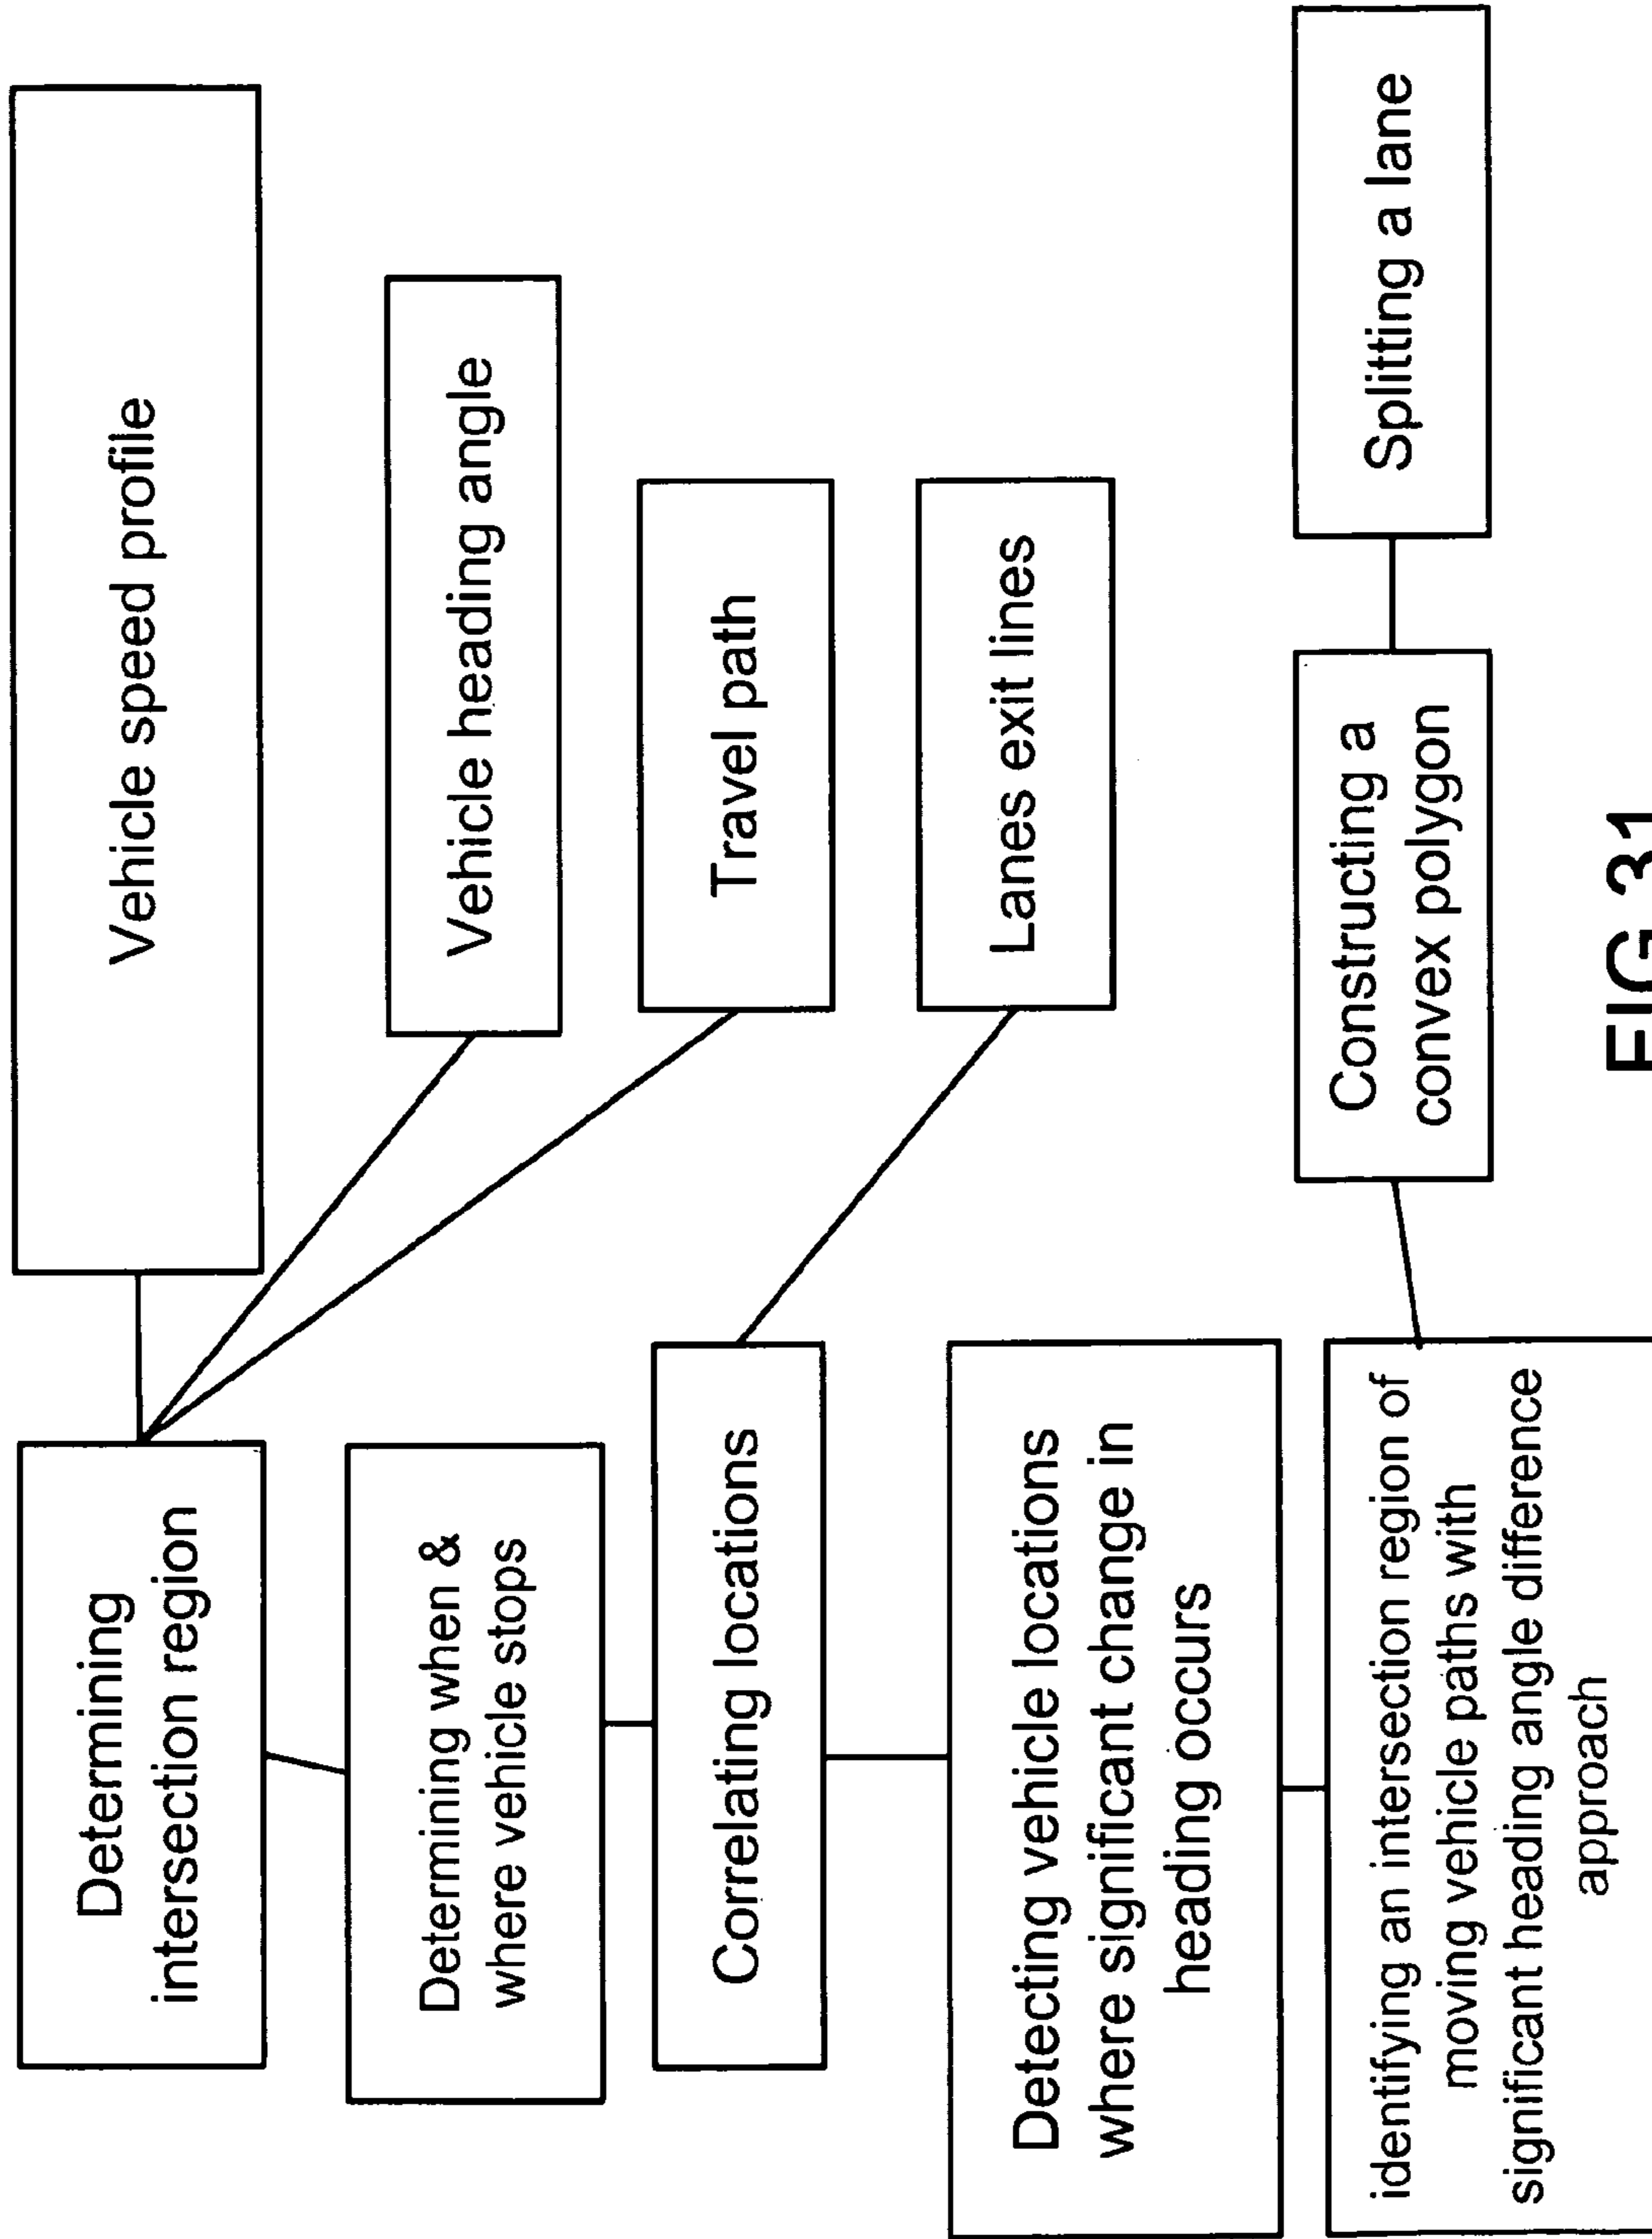 Determining
intersection region
Vehicle speed profile
Determining when &
where vehicle stops
Vehicle heading angle
Correlating locations
Travel path
Detecting vehicle locations
where significant change in
heading occurs
Lanes exit lines
identifying an intersection region of
moving vehicle paths with
significant heading angle difference
approach
Constructing a
convex polygon
Splitting a lane
FIG 31